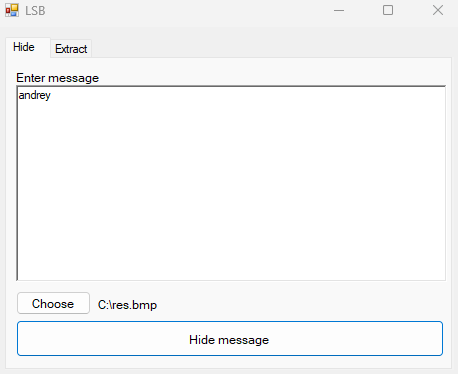 LSB
Hide Extract
Enter message
andrey
Choose C:\res.bmp
Hide message